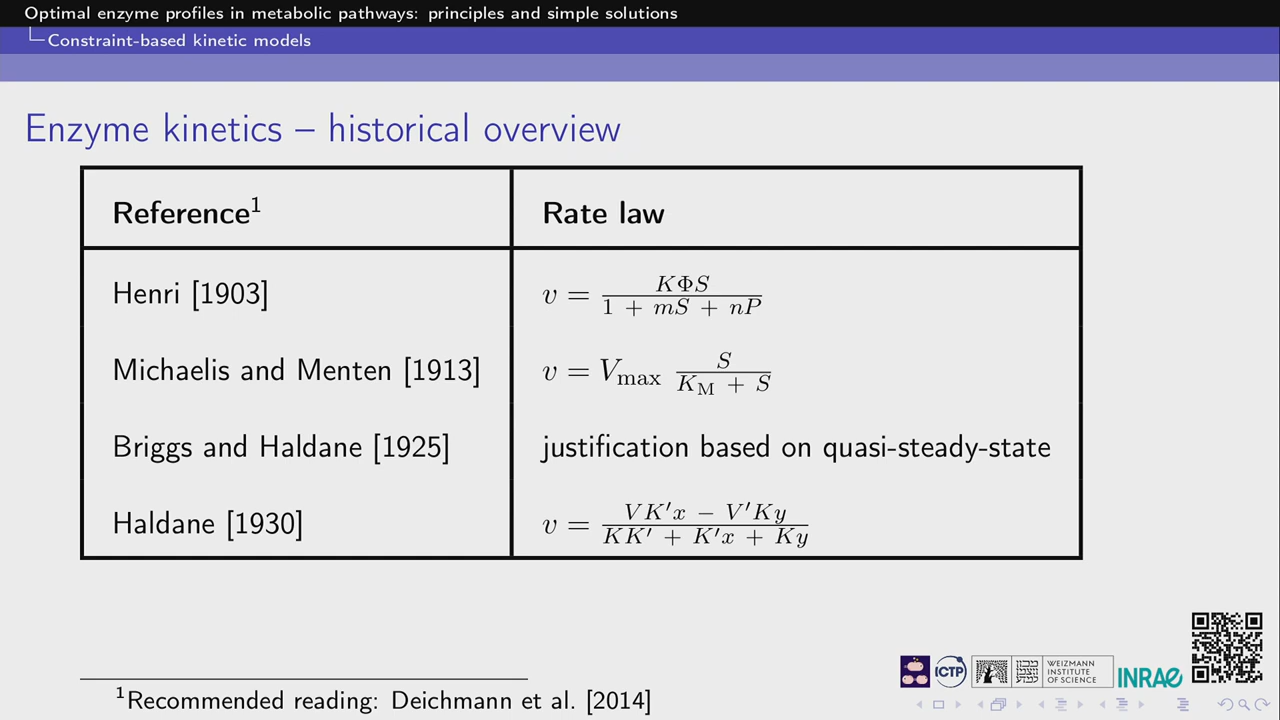 Optimal enzyme profiles in metabolic pathways: principles and simple solutions
Constraint-based kinetic models
Enzyme kinetics – historical overview
Reference¹ Rate law
Henri [1903] v = KΦS / (1 + mS + nP)
Michaelis and Menten [1913] v = Vmax S / (KM + S)
Briggs and Haldane [1925] justification based on quasi-steady-state
Haldane [1930] v = (VK′x − V′Ky) / (KK′ + K′x + Ky)
ICTP
WEIZMANN
INSTITUTE
OF SCIENCE
INRAE
¹Recommended reading: Deichmann et al. [2014]